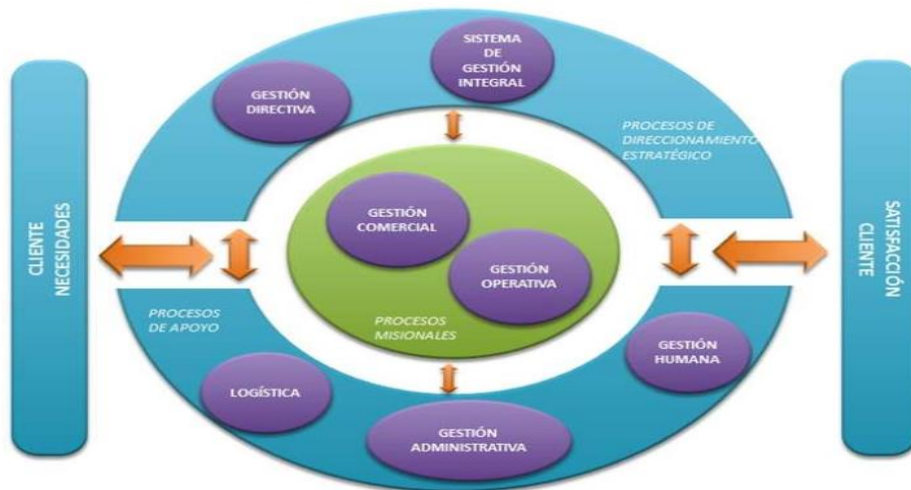 SISTEMA
DE
GESTIÓN
INTEGRAL
GESTIÓN
DIRECTIVA
PROCESOS DE
DIRECCIONAMIENTO
ESTRATÉGICO
CLIENTE
NECESIDADES
GESTIÓN
COMERCIAL
GESTIÓN
OPERATIVA
PROCESOS
MISIONALES
SATISFACCIÓN
CLIENTE
PROCESOS
DE APOYO
LOGÍSTICA
GESTIÓN
ADMINISTRATIVA
GESTIÓN
HUMANA